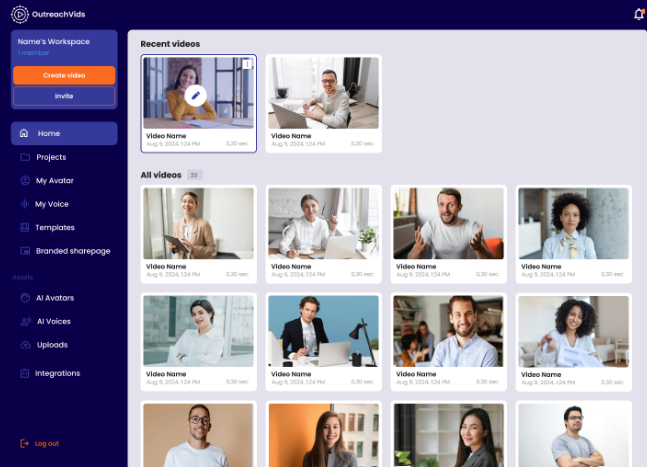 OutreachVids
Name's Workspace
1 member
Create video
Invite
Home
Projects
My Avatar
My Voice
Templates
Branded sharepage
Assets
AI Avatars
AI Voices
Uploads
Integrations
Log out
Recent videos
Video Name
Aug 9, 2024, 1:24 PM 0,30 sec
Video Name
Aug 9, 2024, 1:24 PM 0,30 sec
All videos 23
Video Name
Aug 9, 2024, 1:24 PM 0,30 sec
Video Name
Aug 9, 2024, 1:24 PM 0,30 sec
Video Name
Aug 9, 2024, 1:24 PM 0,30 sec
Video Name
Aug 9, 2024, 1:24 PM 0,30 sec
Video Name
Aug 9, 2024, 1:24 PM 0,30 sec
Video Name
Aug 9, 2024, 1:24 PM 0,30 sec
Video Name
Aug 9, 2024, 1:24 PM 0,30 sec
Video Name
Aug 9, 2024, 1:24 PM 0,30 sec